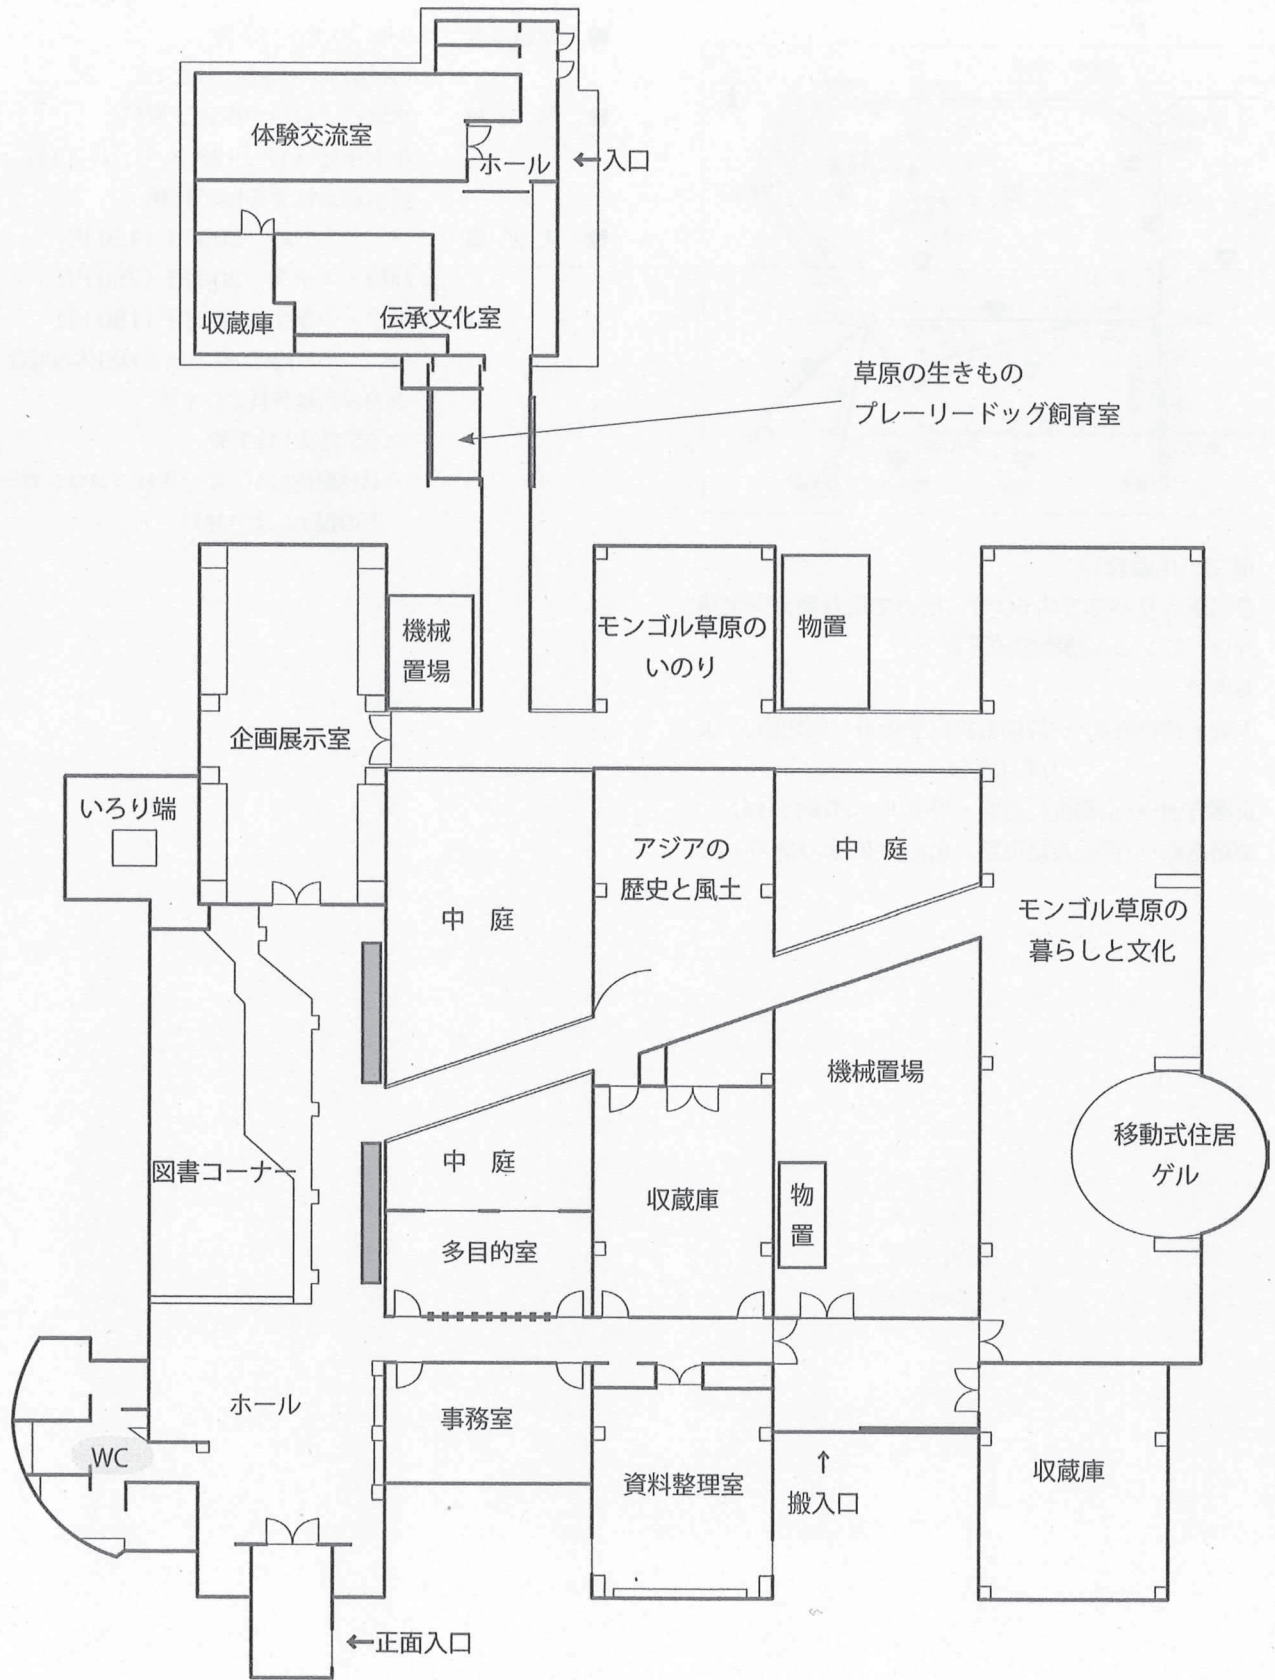 体験交流室
ホール
←入口
収蔵庫
伝承文化室
草原の生きもの
プレーリードッグ飼育室
機械
置場
モンゴル草原の
いのり
物置
企画展示室
いろり端
アジアの
歴史と風土
中 庭
中 庭
モンゴル草原の
暮らしと文化
機械置場
移動式住居
ゲル
図書コーナー
中 庭
収蔵庫
物
置
多目的室
ホール
事務室
WC
資料整理室
↑
搬入口
収蔵庫
←正面入口